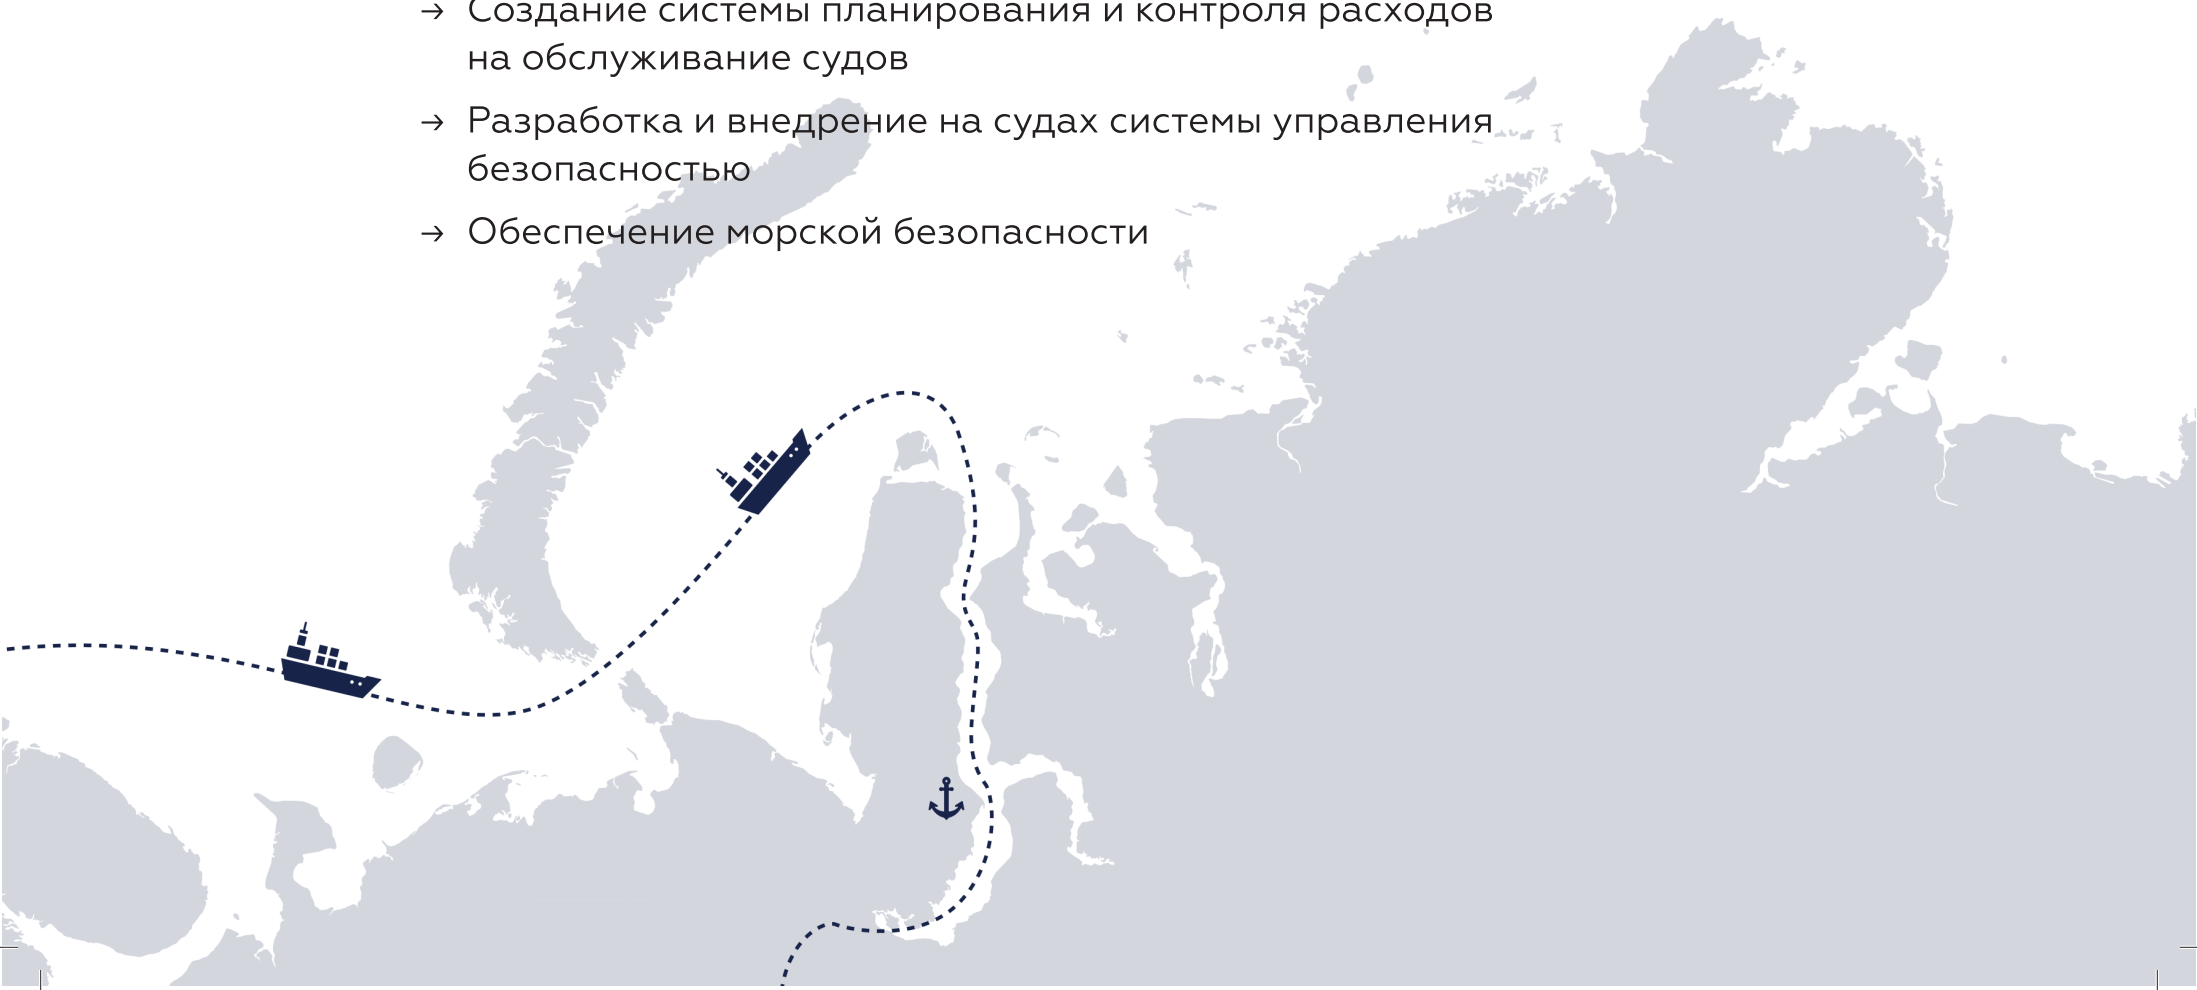 → Создание системы планирования и контроля расходов
на обслуживание судов
→ Разработка и внедрение на судах системы управления
безопасностью
→ Обеспечение морской безопасности